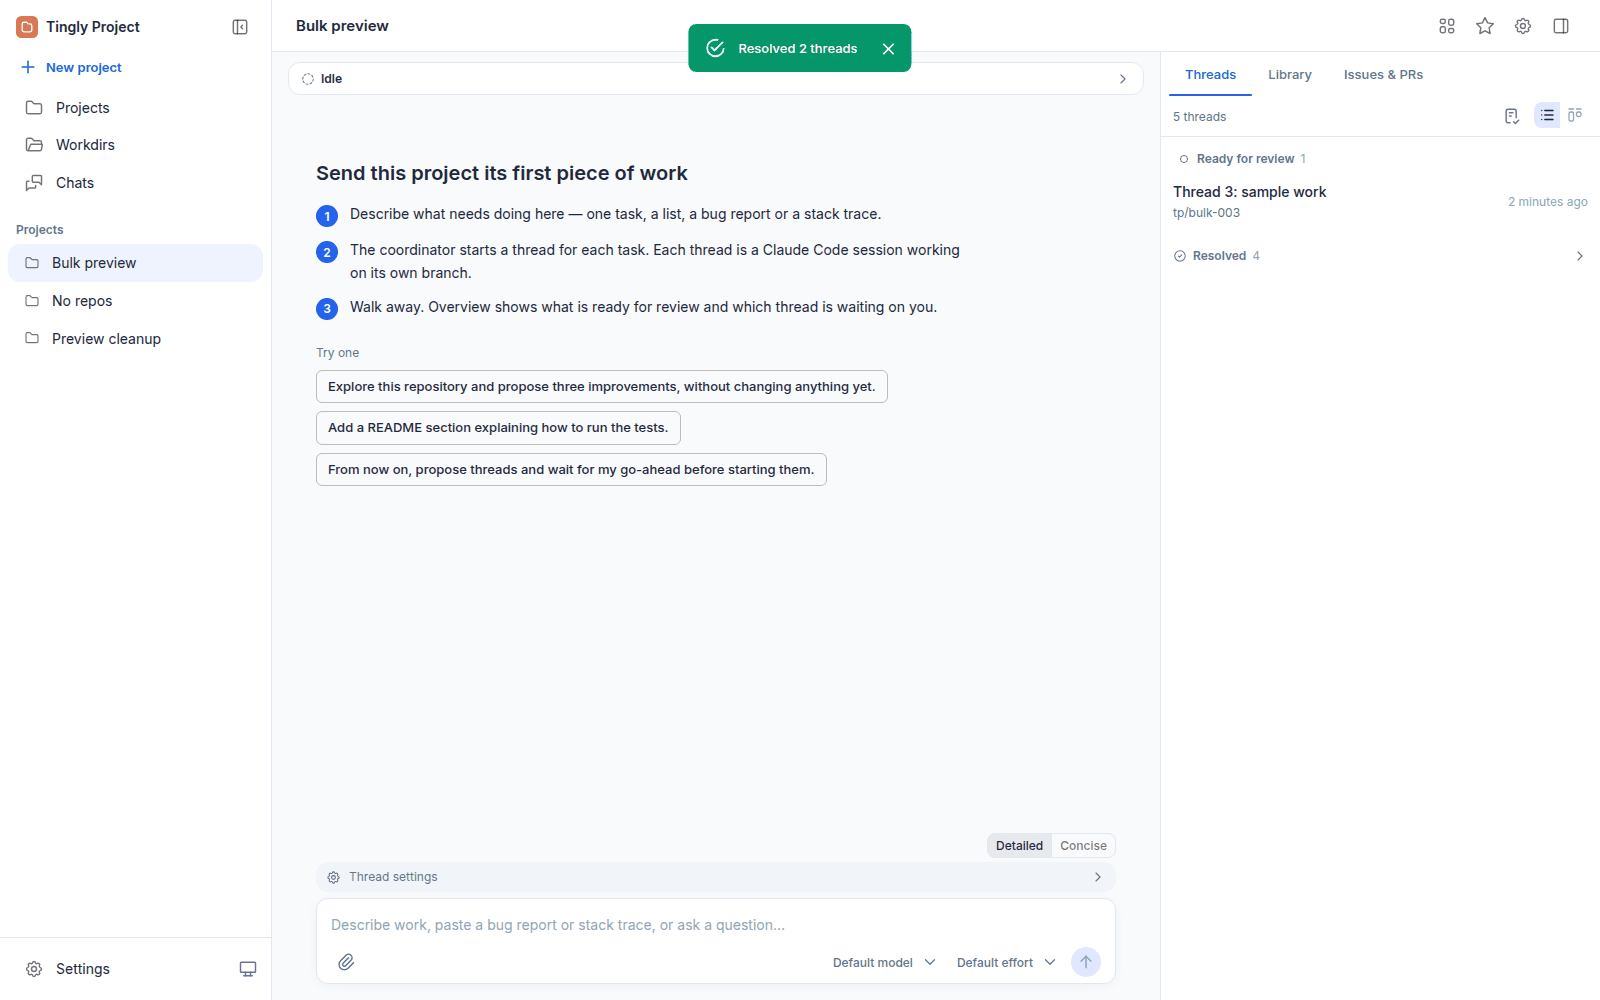 Tingly Project
New project
Projects
Workdirs
Chats
Projects
Bulk preview
No repos
Preview cleanup
Settings
Bulk preview
Resolved 2 threads
Idle
Send this project its first piece of work
1 Describe what needs doing here — one task, a list, a bug report or a stack trace.
2 The coordinator starts a thread for each task. Each thread is a Claude Code session working
on its own branch.
3 Walk away. Overview shows what is ready for review and which thread is waiting on you.
Try one
Explore this repository and propose three improvements, without changing anything yet.
Add a README section explaining how to run the tests.
From now on, propose threads and wait for my go-ahead before starting them.
Detailed Concise
Thread settings
Describe work, paste a bug report or stack trace, or ask a question...
Default model Default effort
Threads Library Issues & PRs
5 threads
Ready for review 1
Thread 3: sample work
tp/bulk-003
2 minutes ago
Resolved 4